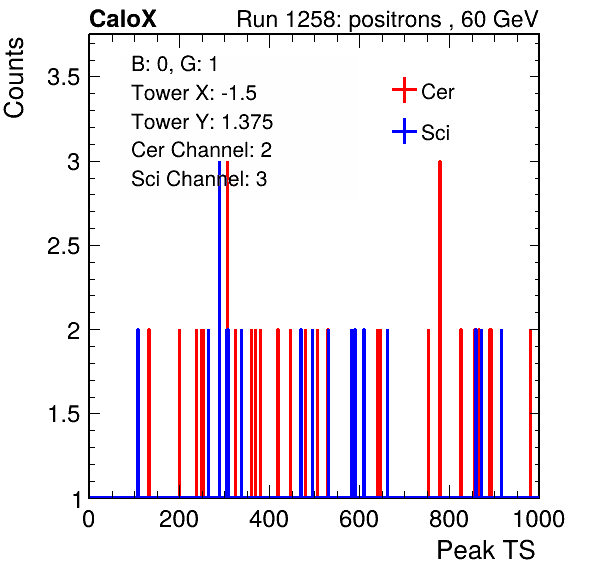 CaloX Run 1258: positrons , 60 GeV
Counts
B: 0, G: 1
Tower X: -1.5
Tower Y: 1.375
Cer Channel: 2
Sci Channel: 3
Cer
Sci
3.5
3
2.5
2
1.5
1
0 200 400 600 800 1000
Peak TS